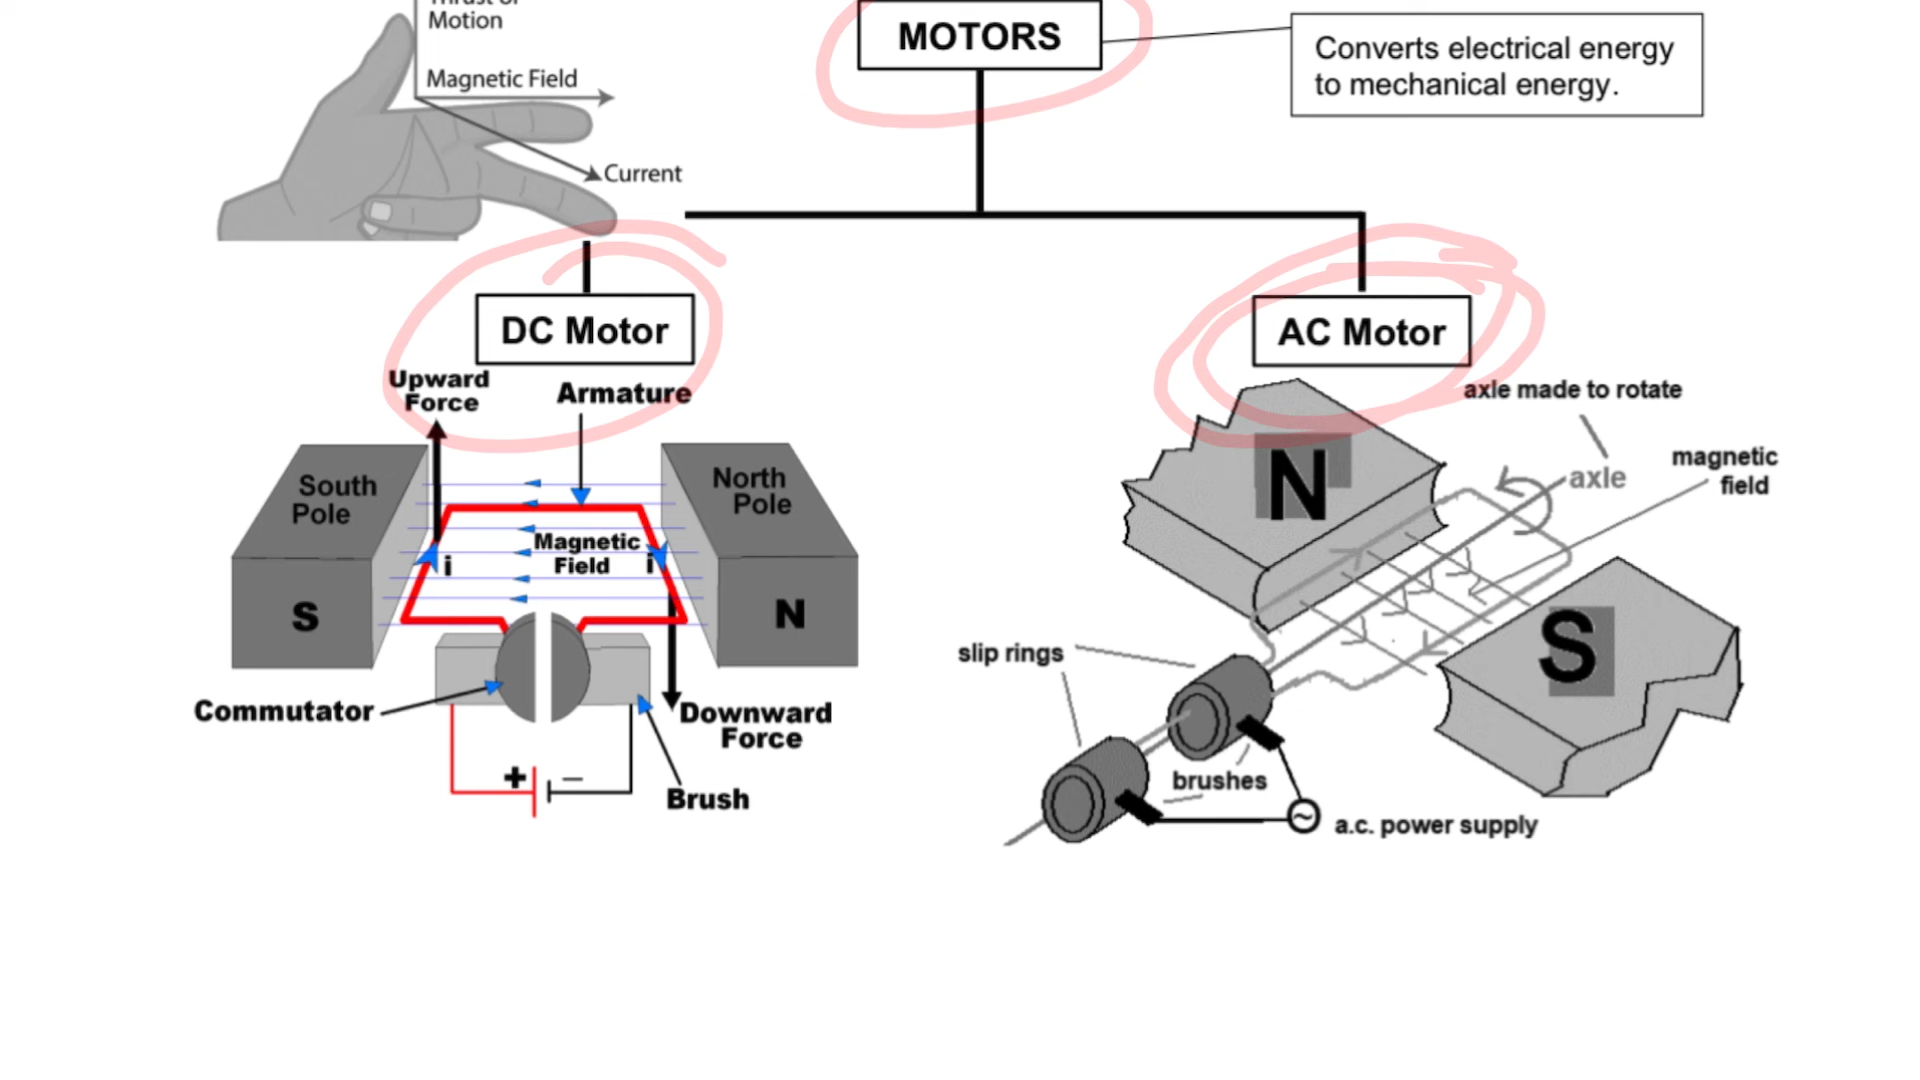 Thrust or
Motion
Magnetic Field
Current
MOTORS
Converts electrical energy
to mechanical energy.
DC Motor
Upward
Force
Armature
South
Pole
North
Pole
Magnetic
Field
i
i
S
N
Commutator
Downward
Force
+
−
Brush
AC Motor
axle made to rotate
N
axle
magnetic
field
S
slip rings
brushes
~
a.c. power supply